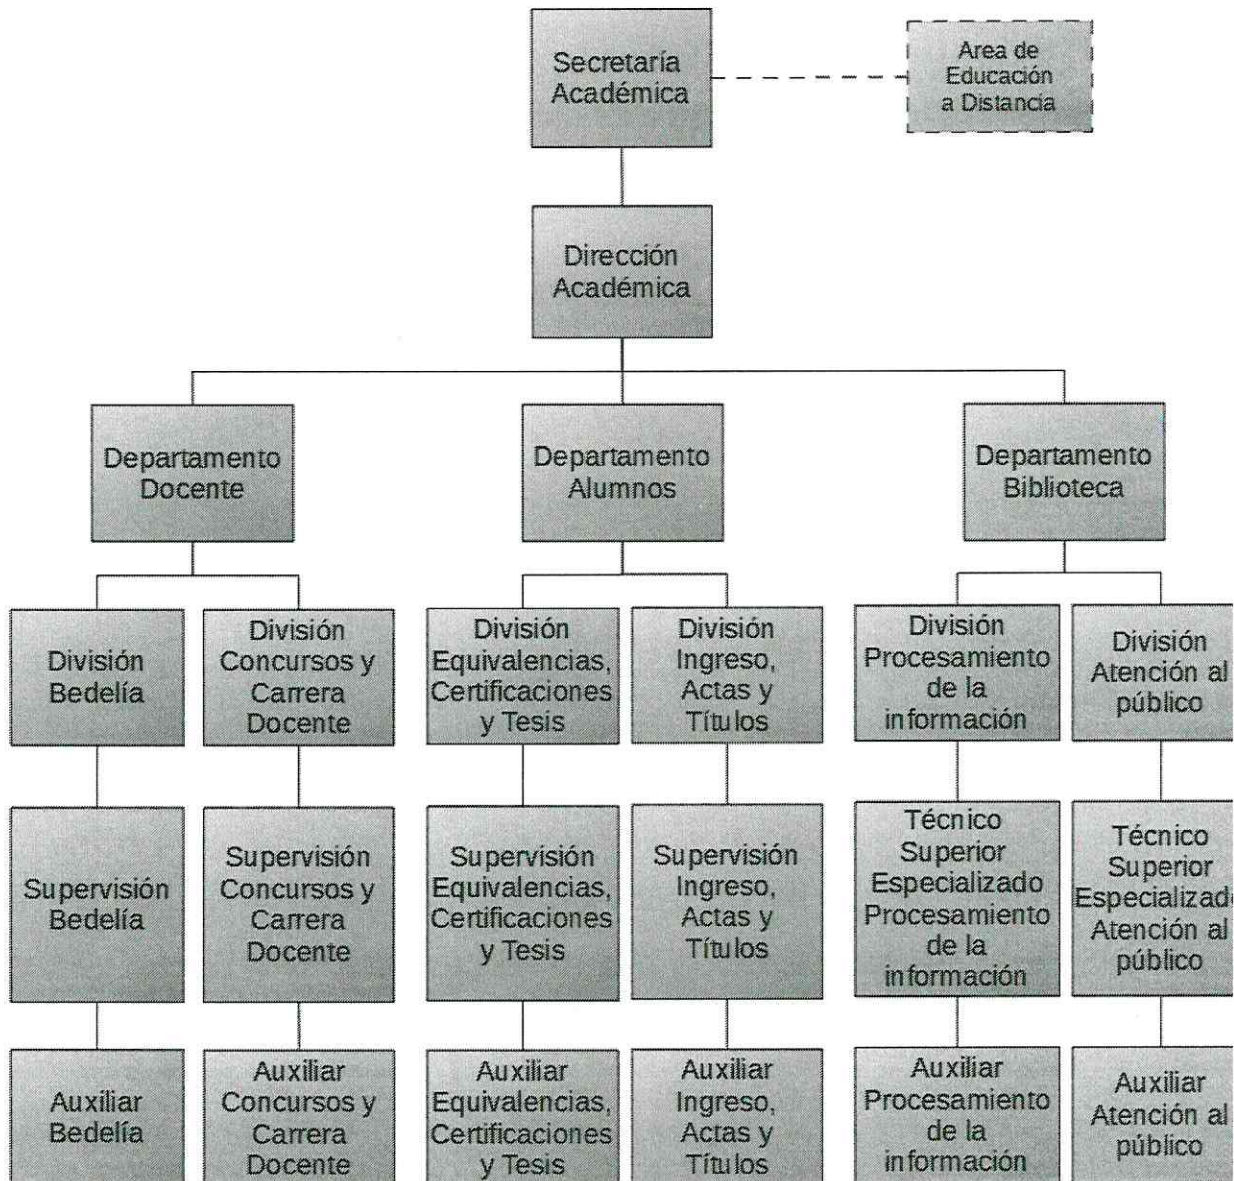 Secretaría
Académica
Area de
Educación
a Distancia
Dirección
Académica
Departamento
Docente
Departamento
Alumnos
Departamento
Biblioteca
División
Bedelía
División
Concursos y
Carrera
Docente
División
Equivalencias,
Certificaciones
y Tesis
División
Ingreso,
Actas y
Títulos
División
Procesamiento
de la
información
División
Atención al
público
Supervisión
Bedelía
Supervisión
Concursos y
Carrera
Docente
Supervisión
Equivalencias,
Certificaciones
y Tesis
Supervisión
Ingreso,
Actas y
Títulos
Técnico
Superior
Especializado
Procesamiento
de la
información
Técnico
Superior
Especializado
Atención al
público
Auxiliar
Bedelía
Auxiliar
Concursos y
Carrera
Docente
Auxiliar
Equivalencias,
Certificaciones
y Tesis
Auxiliar
Ingreso,
Actas y
Títulos
Auxiliar
Procesamiento
de la
información
Auxiliar
Atención al
público